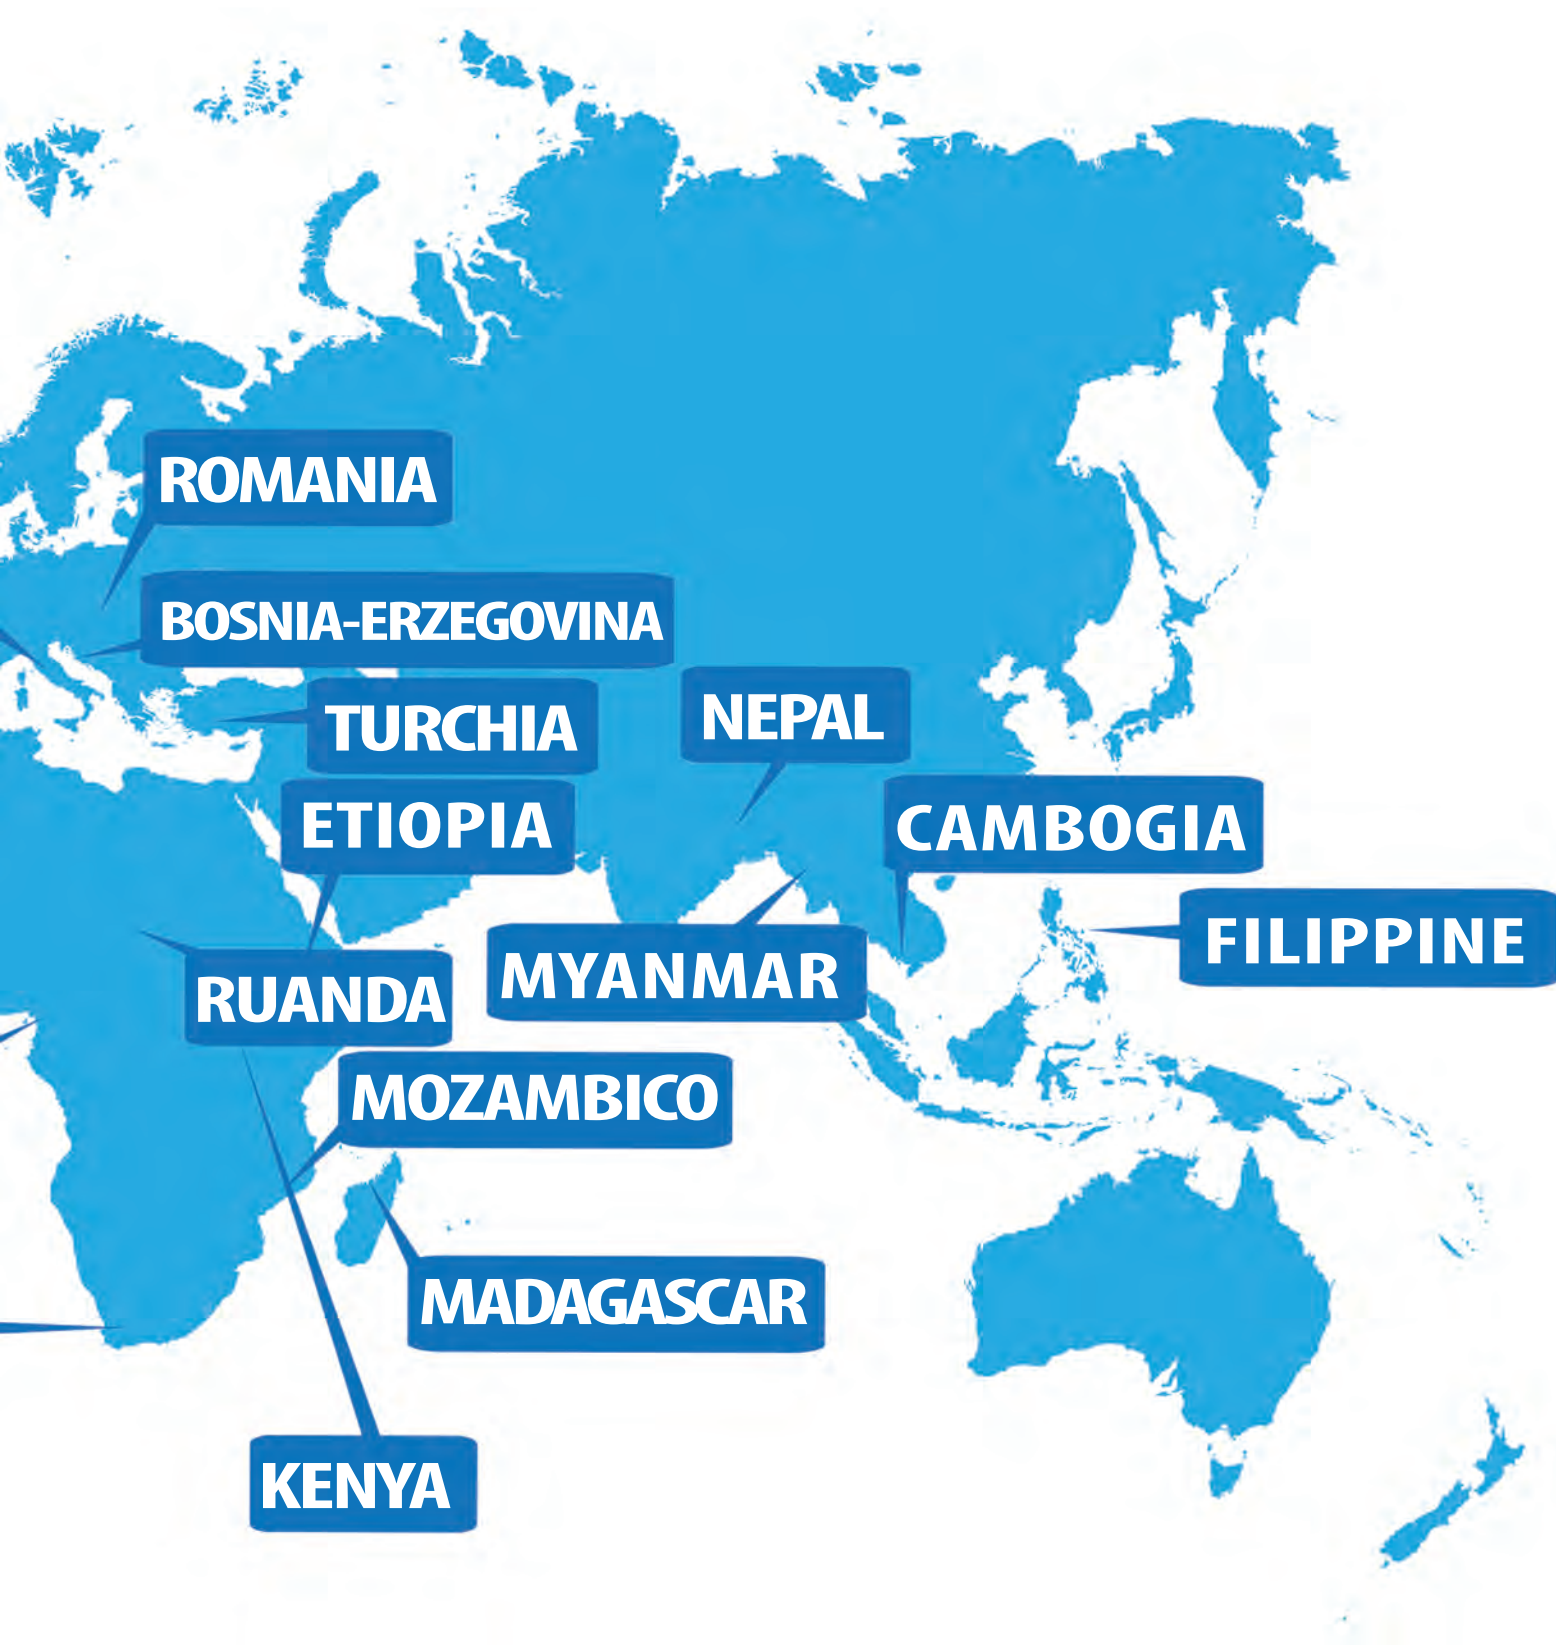 ROMANIA
BOSNIA-ERZEGOVINA
TURCHIA
NEPAL
ETIOPIA
CAMBOGIA
FILIPPINE
MYANMAR
RUANDA
MOZAMBICO
MADAGASCAR
KENYA